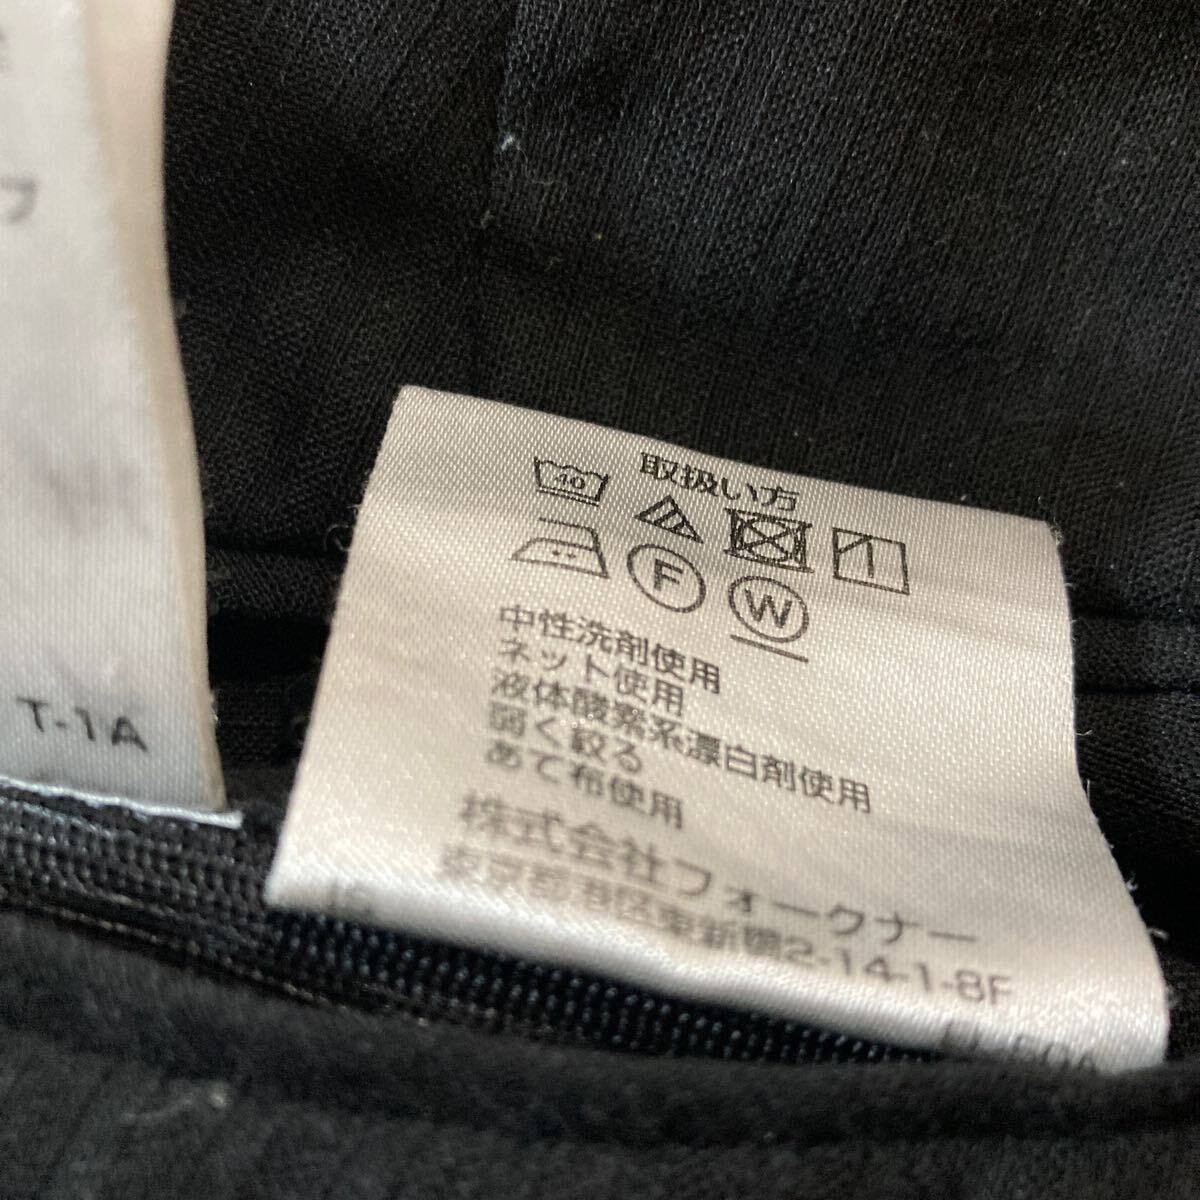 フ
T-1A
取扱い方
40
F
W
中性洗剤使用
ネット使用
液体酸素系漂白剤使用
弱く絞る
あて布使用
株式会社フォークナー
東京都港区東新橋2-14-1-8F